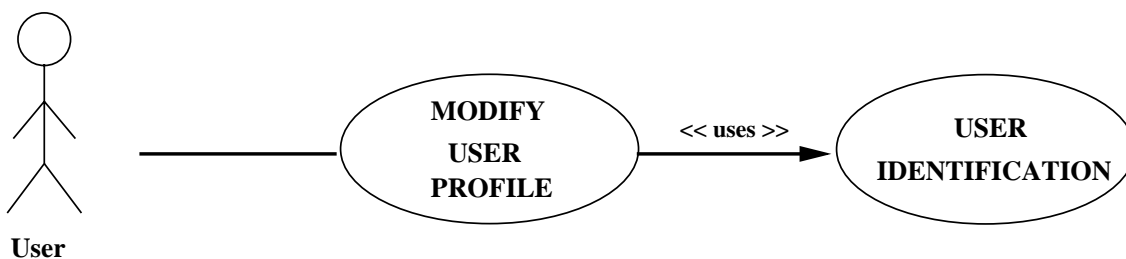 User
MODIFY
USER
PROFILE
<< uses >>
USER
IDENTIFICATION